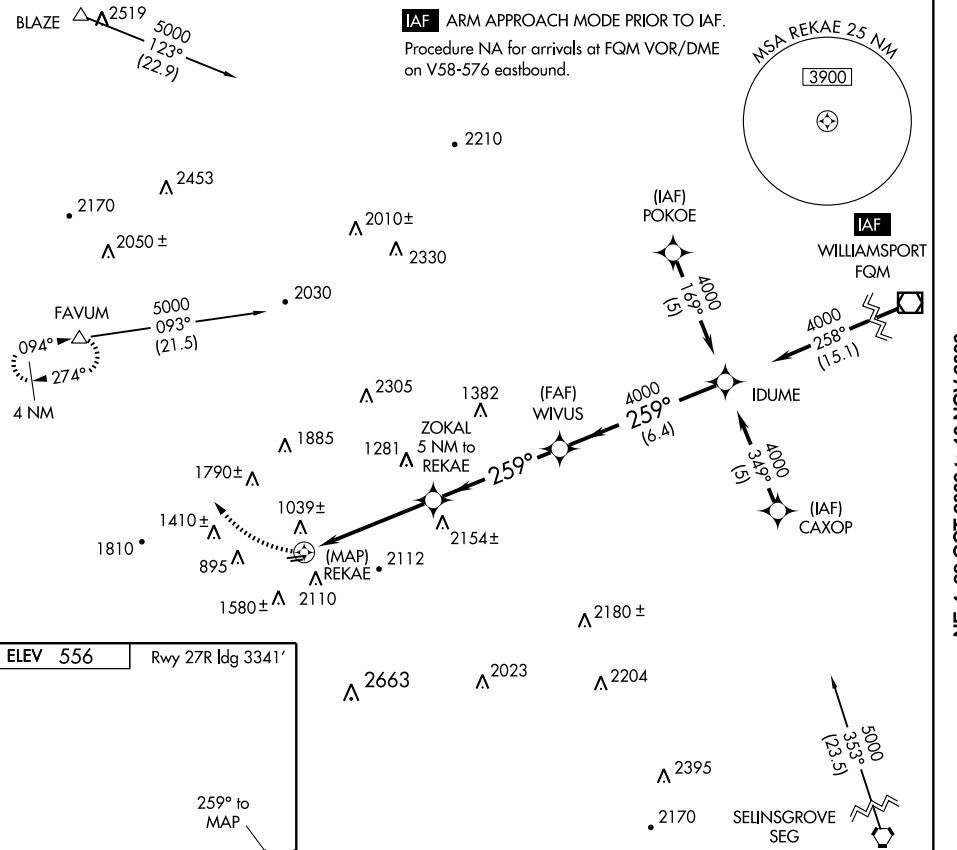 BLAZE
2519
5000
123°
(22.9)
IAF ARM APPROACH MODE PRIOR TO IAF.
Procedure NA for arrivals at FQM VOR/DME
on V58-576 eastbound.
MSA REKAE 25 NM
3900
2210
2453
2170
2050 ±
2010±
2330
(IAF)
POKOE
4000
169°
(5)
IAF
WILLIAMSPORT
FQM
4000
258°
(15.1)
FAVUM
5000
093°
(21.5)
2030
094°
274°
4 NM
2305
1382
(FAF)
WIVUS
4000
259°
(6.4)
IDUME
ZOKAL
5 NM to
REKAE
1281
259°
1885
1790±
4000
349°
(5)
(IAF)
CAXOP
1039±
1410±
1810
895
(MAP)
REKAE
2112
2154±
2110
1580±
2180 ±
ELEV 556
Rwy 27R ldg 3341'
2663
2023
2204
259° to
MAP
2395
2170
5000
353°
(23.5)
SELINSGROVE
SEG